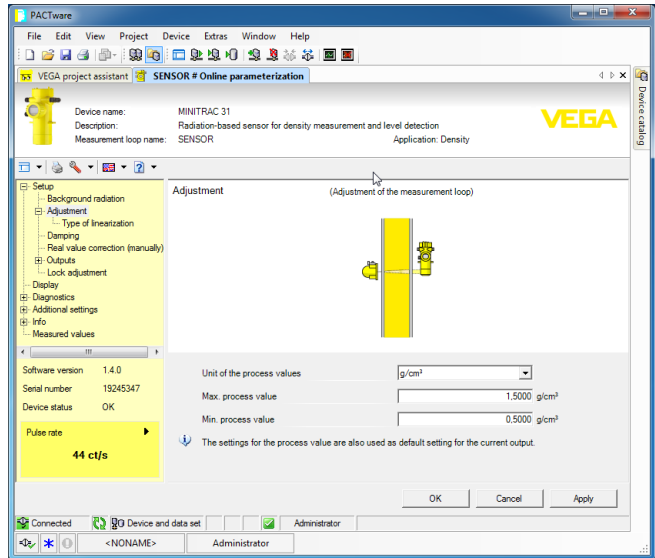 PACTware
File Edit View Project Device Extras Window Help
VEGA project assistant SENSOR # Online parameterization
Device catalog
Device name: MINITRAC 31
Description: Radiation-based sensor for density measurement and level detection
Measurement loop name: SENSOR Application: Density
VEGA
Setup
Background radiation
Adjustment
Type of linearization
Damping
Real value correction (manually)
Outputs
Lock adjustment
Display
Diagnostics
Additional settings
Info
Measured values
Software version 1.4.0
Serial number 19245347
Device status OK
Pulse rate
44 ct/s
Adjustment (Adjustment of the measurement loop)
Unit of the process values g/cm³
Max. process value 1,5000 g/cm³
Min. process value 0,5000 g/cm³
The settings for the process value are also used as default setting for the current output.
OK Cancel Apply
Connected Device and data set Administrator
<NONAME> Administrator